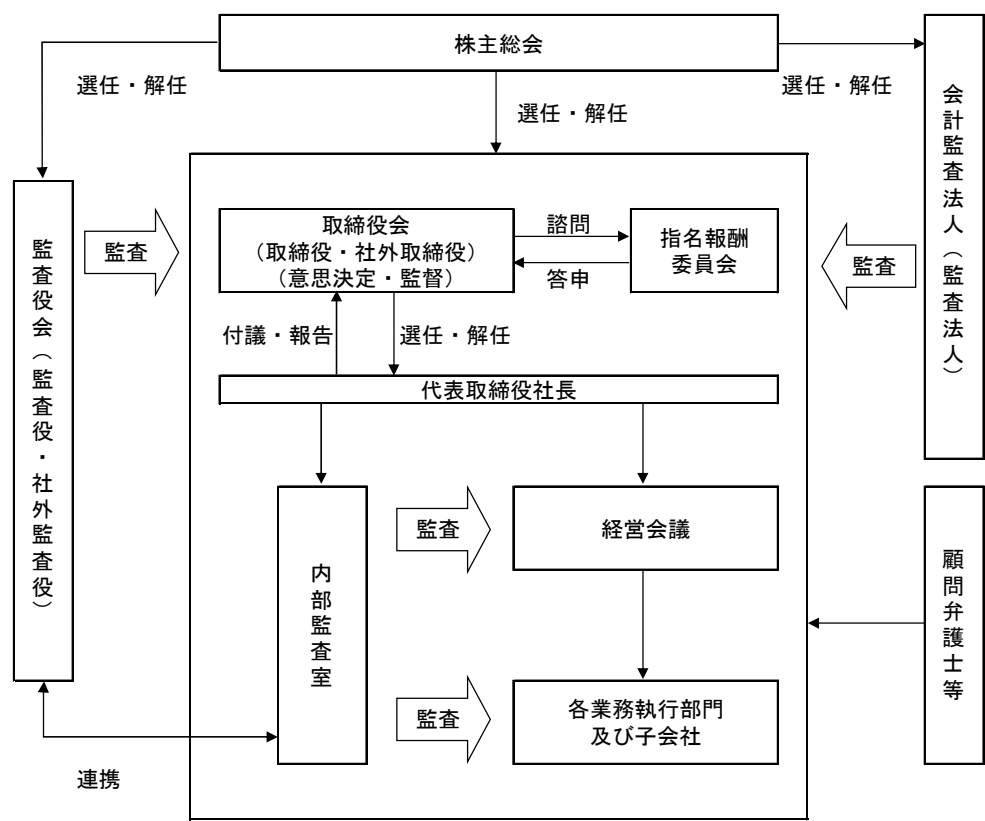 株主総会
選任・解任
選任・解任
選任・解任
会計監査法人（監査法人）
監査役会（監査役・社外監査役）
監査
取締役会
（取締役・社外取締役）
（意思決定・監督）
諮問
答申
指名報酬
委員会
監査
付議・報告
選任・解任
代表取締役社長
内部監査室
監査
経営会議
顧問弁護士等
監査
各業務執行部門
及び子会社
連携